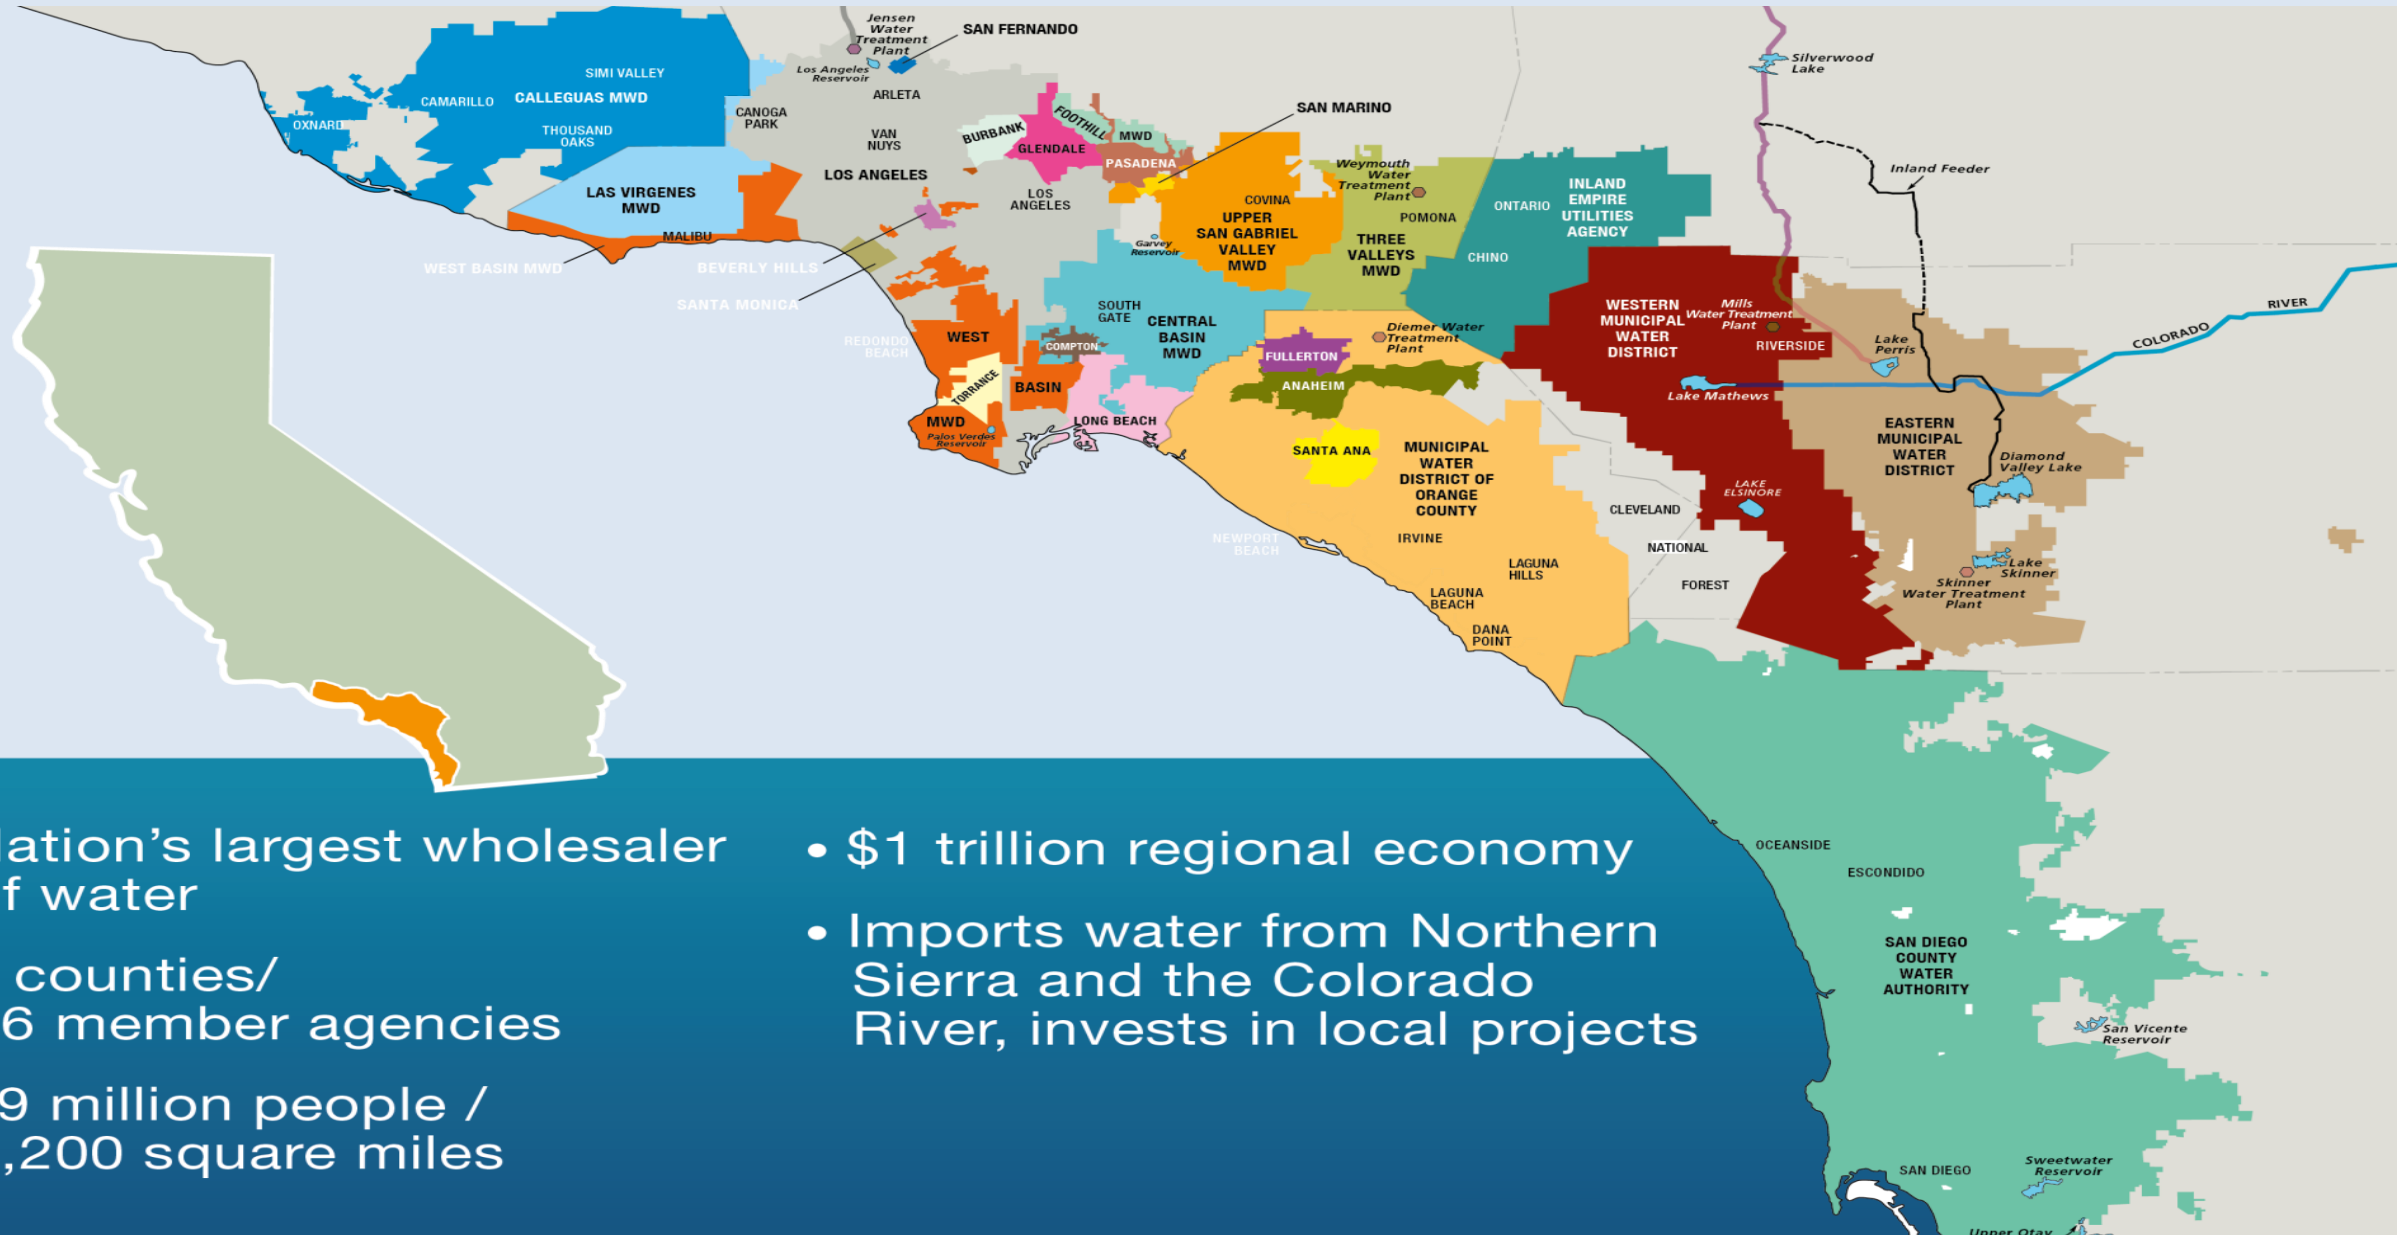 Jensen
Water
Treatment
Plant
SAN FERNANDO
Los Angeles
Reservoir
SIMI VALLEY
CAMARILLO
CALLEGUAS MWD
OXNARD
THOUSAND
OAKS
CANOGA
PARK
ARLETA
VAN
NUYS
BURBANK
GLENDALE
FOOTHILL
MWD
PASADENA
SAN MARINO
LOS ANGELES
LOS
ANGELES
LAS VIRGENES
MWD
MALIBU
WEST BASIN MWD
BEVERLY HILLS
SANTA MONICA
COVINA
UPPER
SAN GABRIEL
VALLEY
MWD
Garvey
Reservoir
Weymouth
Water
Treatment
Plant
POMONA
THREE
VALLEYS
MWD
ONTARIO
INLAND
EMPIRE
UTILITIES
AGENCY
CHINO
Silverwood
Lake
Inland Feeder
COLORADO
RIVER
REDONDO
BEACH
WEST
TORRANCE
BASIN
MWD
Palos Verdes
Reservoir
COMPTON
SOUTH
GATE
CENTRAL
BASIN
MWD
LONG BEACH
Diemer Water
Treatment
Plant
FULLERTON
ANAHEIM
SANTA ANA
MUNICIPAL
WATER
DISTRICT OF
ORANGE
COUNTY
NEWPORT
BEACH
IRVINE
LAGUNA
HILLS
LAGUNA
BEACH
DANA
POINT
WESTERN
MUNICIPAL
WATER
DISTRICT
Mills
Water Treatment
Plant
RIVERSIDE
Lake
Perris
Lake Mathews
EASTERN
MUNICIPAL
WATER
DISTRICT
Diamond
Valley Lake
LAKE
ELSINORE
CLEVELAND
NATIONAL
FOREST
Lake
Skinner
Skinner
Water Treatment
Plant
OCEANSIDE
ESCONDIDO
SAN DIEGO
COUNTY
WATER
AUTHORITY
San Vicente
Reservoir
SAN DIEGO
Sweetwater
Reservoir
Upper Otay
ation's largest wholesaler
f water
counties/
6 member agencies
9 million people /
,200 square miles
• $1 trillion regional economy
• Imports water from Northern
Sierra and the Colorado
River, invests in local projects